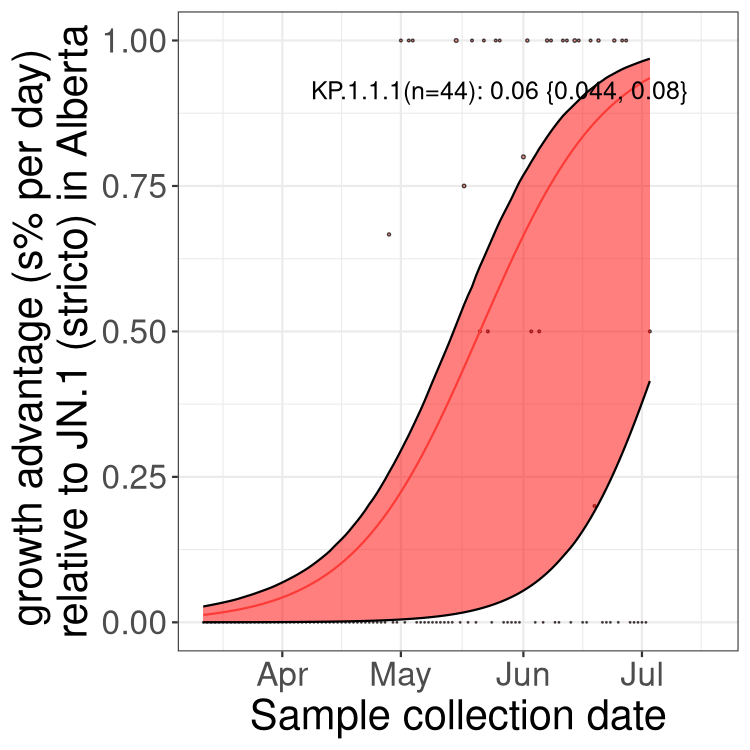 growth advantage (s% per day)
relative to JN.1 (stricto) in Alberta
1.00
0.75
0.50
0.25
0.00
KP.1.1.1(n=44): 0.06 {0.044, 0.08}
Apr May Jun Jul
Sample collection date